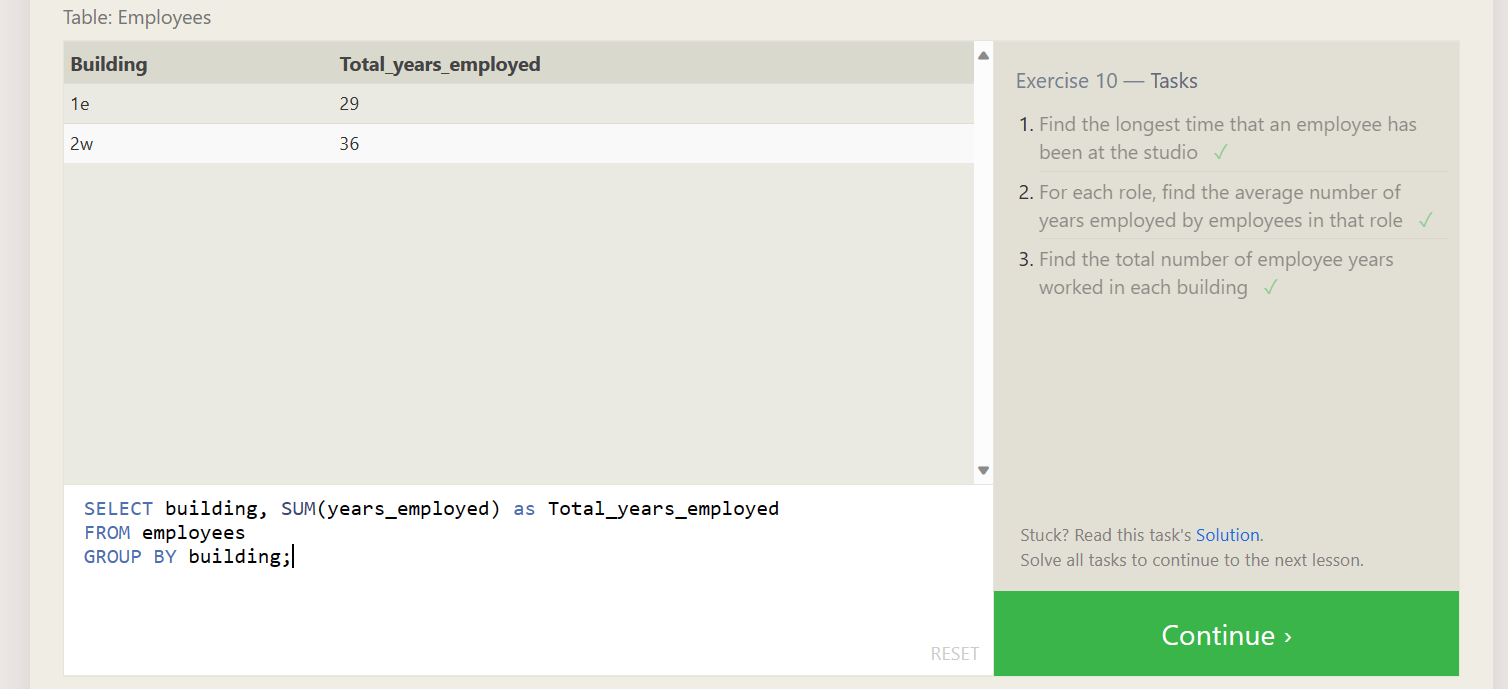 Table: Employees
Building Total_years_employed
1e 29
2w 36
SELECT building, SUM(years_employed) as Total_years_employed
FROM employees
GROUP BY building;
RESET
Exercise 10 — Tasks
1. Find the longest time that an employee has
been at the studio ✓
2. For each role, find the average number of
years employed by employees in that role ✓
3. Find the total number of employee years
worked in each building ✓
Stuck? Read this task's Solution.
Solve all tasks to continue to the next lesson.
Continue ›